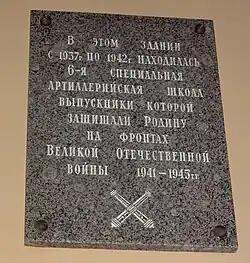 В ЭТОМ ЗДАНИИ
С 1937г. ПО 1942г. НАХОДИЛАСЬ
6-я СПЕЦИАЛЬНАЯ
АРТИЛЛЕРИЙСКАЯ ШКОЛА
ВЫПУСКНИКИ КОТОРОЙ
ЗАЩИЩАЛИ РОДИНУ
НА ФРОНТАХ
ВЕЛИКОЙ ОТЕЧЕСТВЕННОЙ
ВОЙНЫ 1941-1945гг.